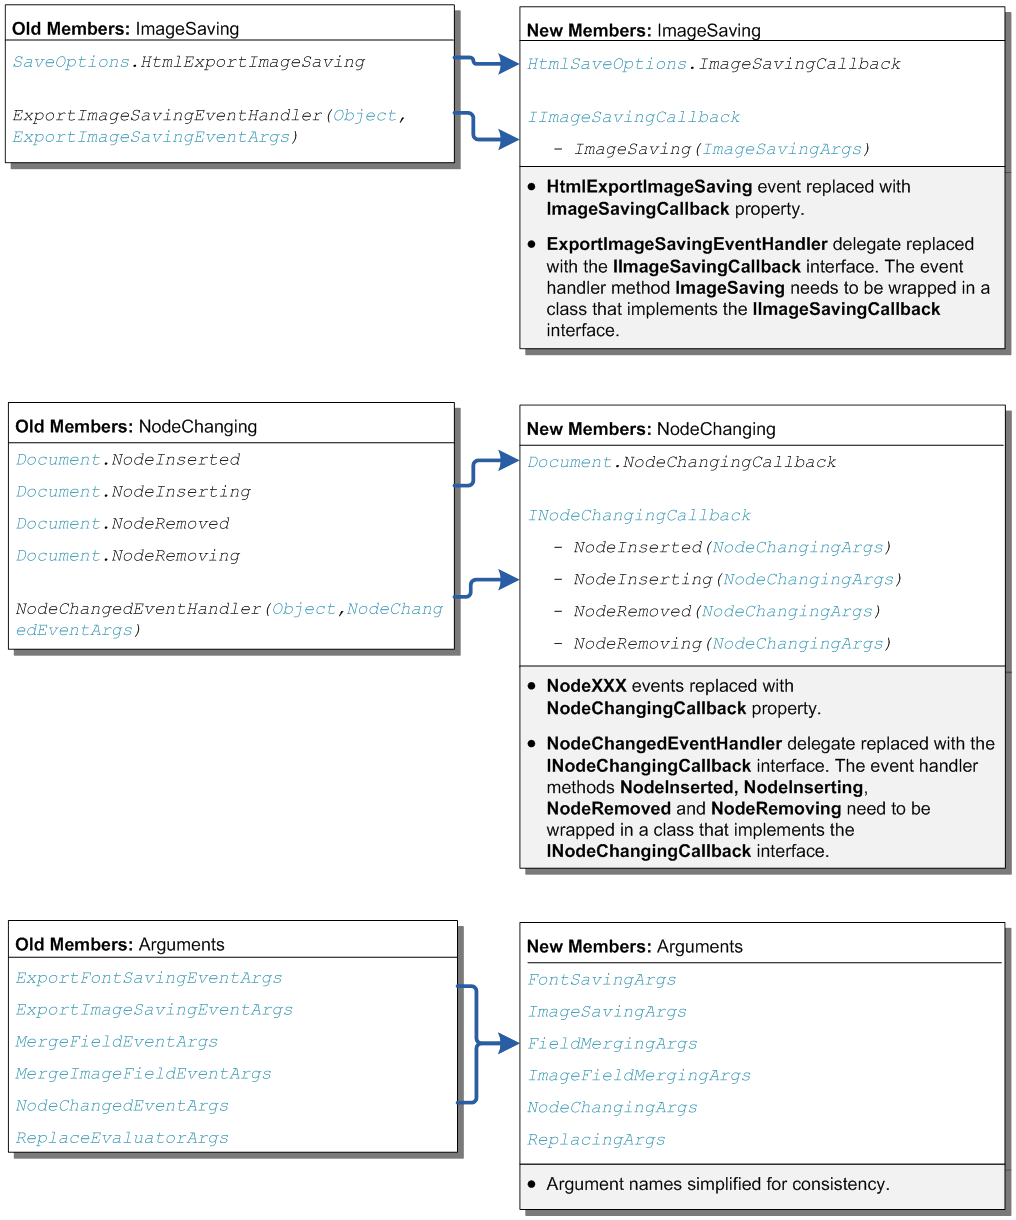 Old Members: ImageSaving
SaveOptions.HtmlExportImageSaving
ExportImageSavingEventHandler(Object,
ExportImageSavingEventArgs)
New Members: ImageSaving
HtmlSaveOptions.ImageSavingCallback
IImageSavingCallback
- ImageSaving(ImageSavingArgs)
● HtmlExportImageSaving event replaced with
ImageSavingCallback property.
● ExportImageSavingEventHandler delegate replaced
with the IImageSavingCallback interface. The event
handler method ImageSaving needs to be wrapped in a
class that implements the IImageSavingCallback
interface.
Old Members: NodeChanging
Document.NodeInserted
Document.NodeInserting
Document.NodeRemoved
Document.NodeRemoving
NodeChangedEventHandler(Object,NodeChang
edEventArgs)
New Members: NodeChanging
Document.NodeChangingCallback
INodeChangingCallback
- NodeInserted(NodeChangingArgs)
- NodeInserting(NodeChangingArgs)
- NodeRemoved(NodeChangingArgs)
- NodeRemoving(NodeChangingArgs)
● NodeXXX events replaced with
NodeChangingCallback property.
● NodeChangedEventHandler delegate replaced with the
INodeChangingCallback interface. The event handler
methods NodeInserted, NodeInserting,
NodeRemoved and NodeRemoving need to be
wrapped in a class that implements the
INodeChangingCallback interface.
Old Members: Arguments
ExportFontSavingEventArgs
ExportImageSavingEventArgs
MergeFieldEventArgs
MergeImageFieldEventArgs
NodeChangedEventArgs
ReplaceEvaluatorArgs
New Members: Arguments
FontSavingArgs
ImageSavingArgs
FieldMergingArgs
ImageFieldMergingArgs
NodeChangingArgs
ReplacingArgs
● Argument names simplified for consistency.